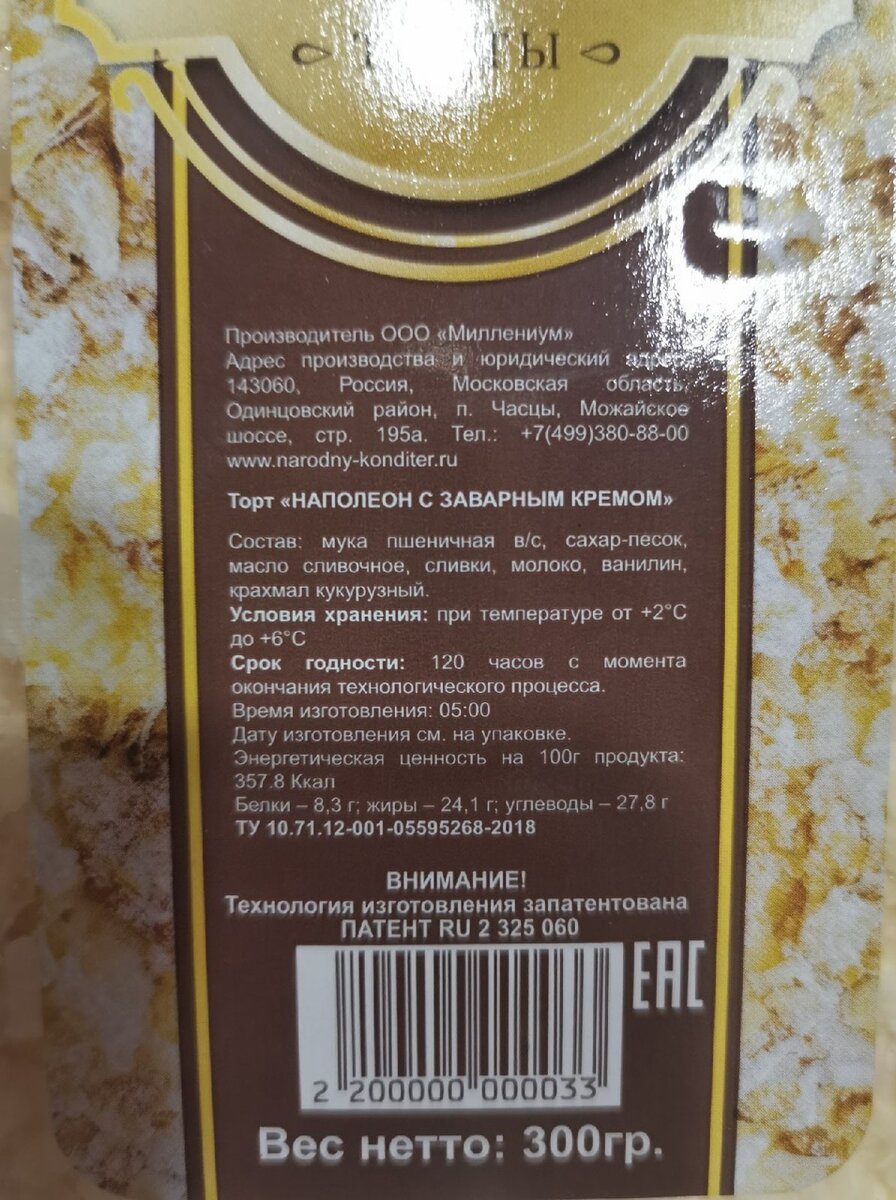 Производитель ООО «Миллениум»
Адрес производства и юридический адрес:
143060, Россия, Московская область,
Одинцовский район, п. Часцы, Можайское
шоссе, стр. 195а. Тел.: +7(499)380-88-00
www.narodny-konditer.ru
Торт «НАПОЛЕОН С ЗАВАРНЫМ КРЕМОМ»
Состав: мука пшеничная в/с, сахар-песок,
масло сливочное, сливки, молоко, ванилин,
крахмал кукурузный.
Условия хранения: при температуре от +2°С
до +6°С
Срок годности: 120 часов с момента
окончания технологического процесса.
Время изготовления: 05:00
Дату изготовления см. на упаковке.
Энергетическая ценность на 100г продукта:
357.8 Ккал
Белки – 8,3 г; жиры – 24,1 г; углеводы – 27,8 г
ТУ 10.71.12-001-05595268-2018
ВНИМАНИЕ!
Технология изготовления запатентована
ПАТЕНТ RU 2 325 060
EAC
2 200000 000033
Вес нетто: 300гр.